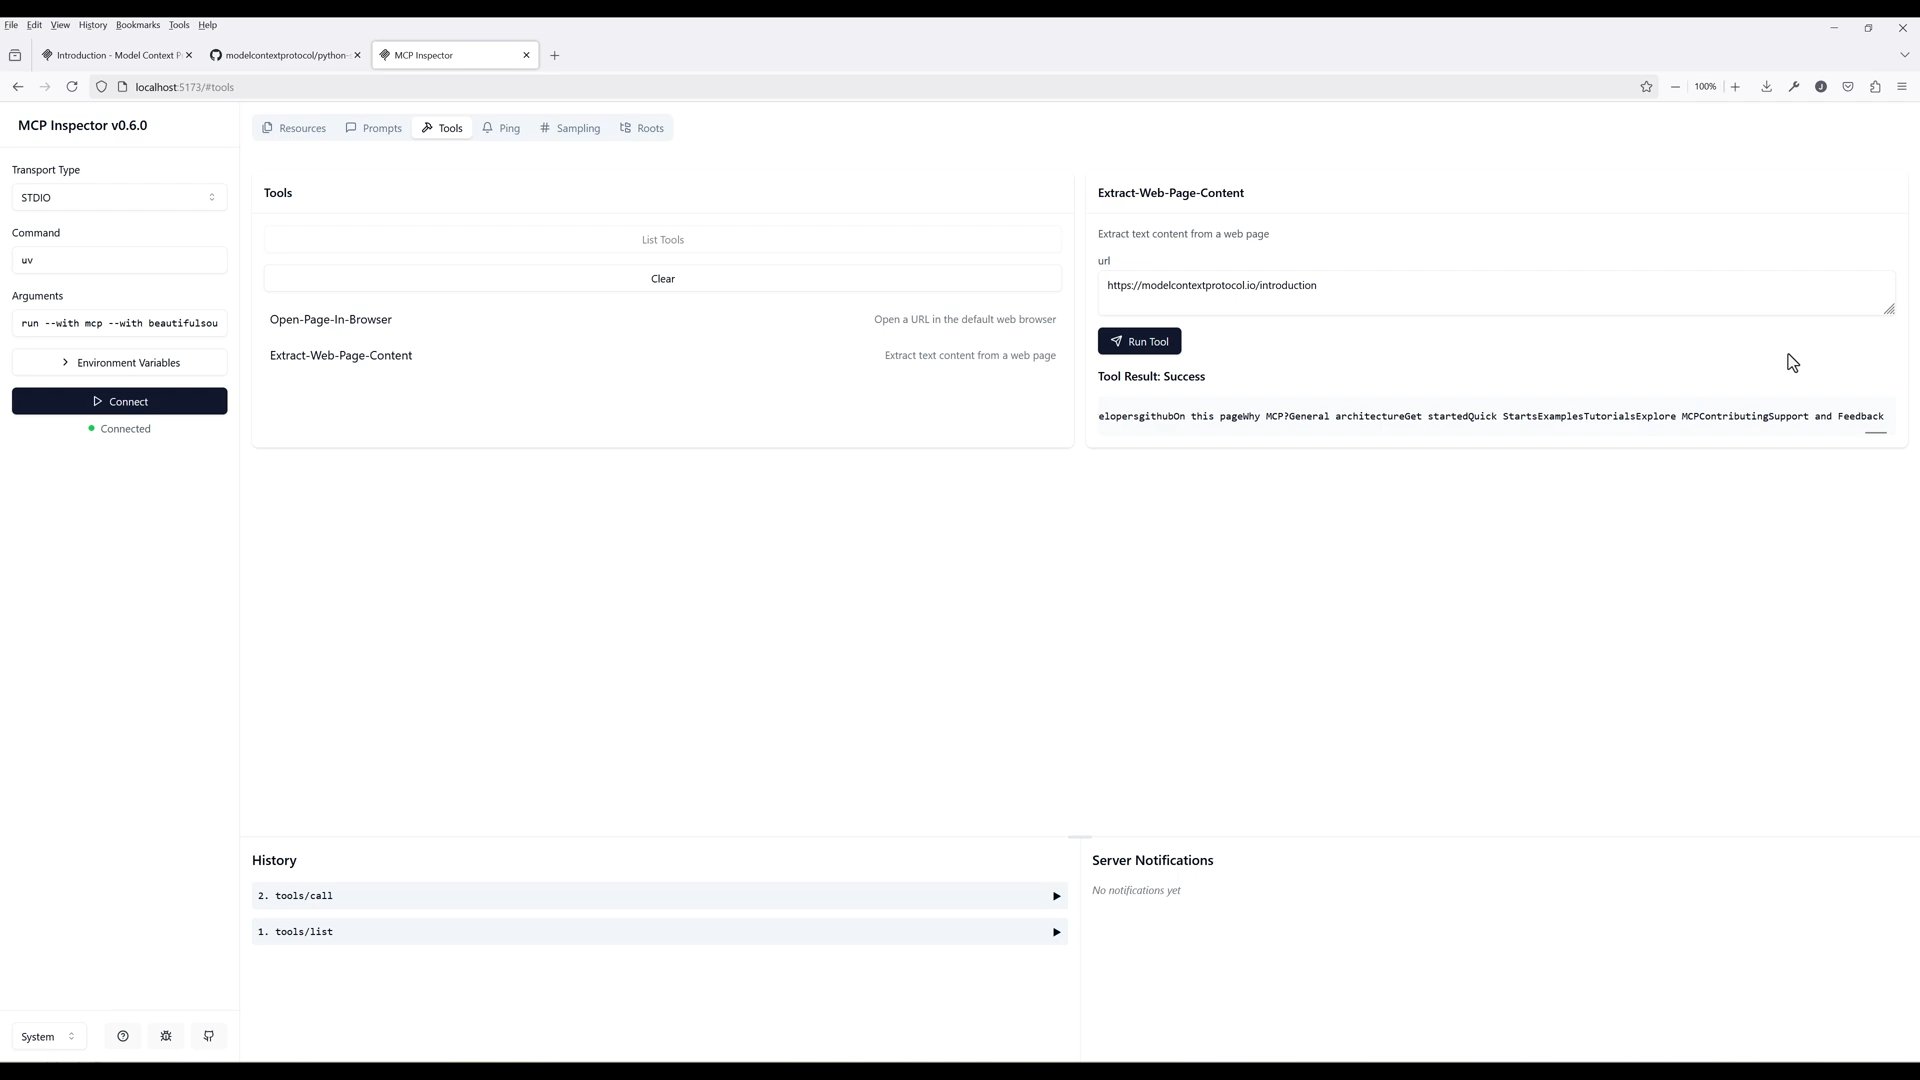 File Edit View History Bookmarks Tools Help
Introduction - Model Context P
modelcontextprotocol/python-
MCP Inspector
localhost:5173/#tools
100%
MCP Inspector v0.6.0
Transport Type
STDIO
Command
uv
Arguments
run --with mcp --with beautifulsou
Environment Variables
Connect
Connected
System
Resources Prompts Tools Ping Sampling Roots
Tools
List Tools
Clear
Open-Page-In-Browser Open a URL in the default web browser
Extract-Web-Page-Content Extract text content from a web page
Extract-Web-Page-Content
Extract text content from a web page
url
https://modelcontextprotocol.io/introduction
Run Tool
Tool Result: Success
elopersgithubOn this pageWhy MCP?General architectureGet startedQuick StartsExamplesTutorialsExplore MCPContributingSupport and Feedback
History
2. tools/call
1. tools/list
Server Notifications
No notifications yet